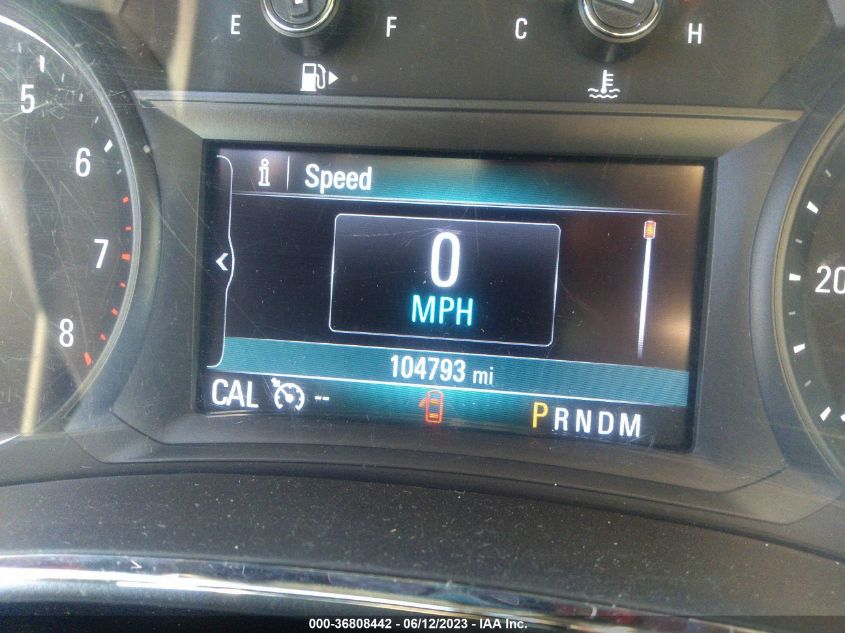 E F C H
5
6
7
8
i Speed
0
MPH
104793 mi
CAL -- PRNDM
20
000-36808442 - 06/12/2023 - IAA Inc.